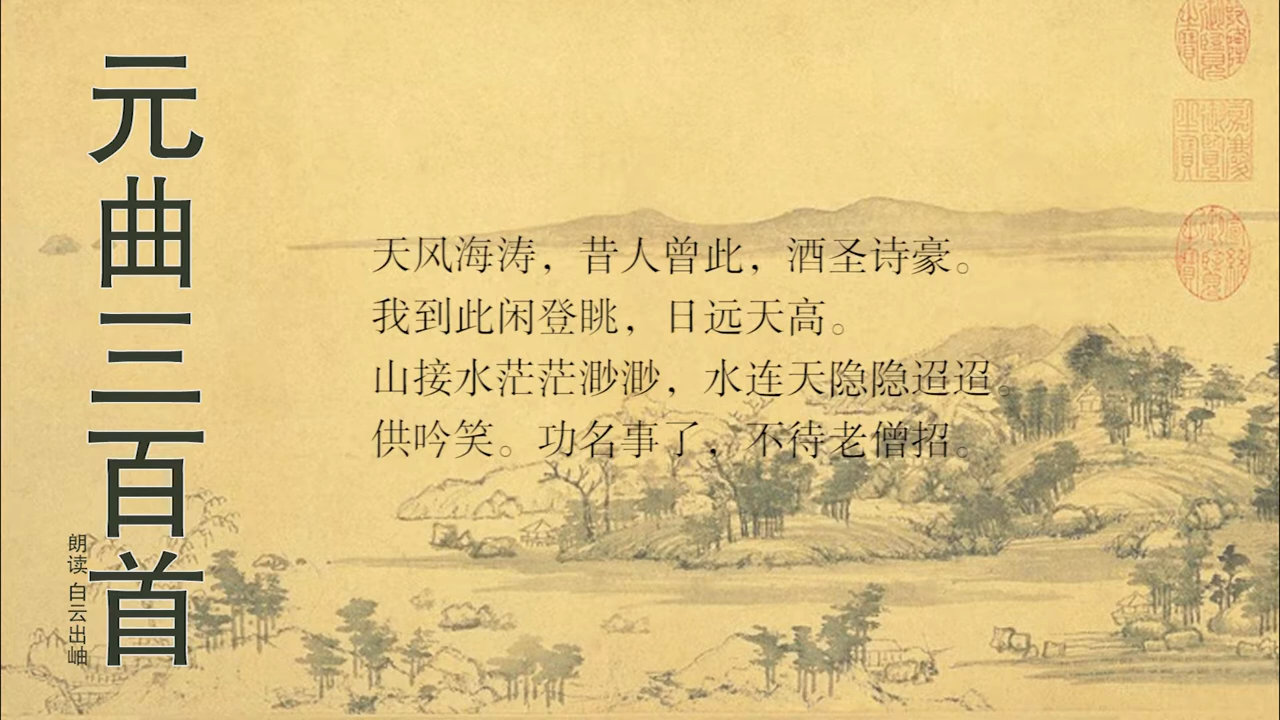 元曲三百首
朗读 白云出岫
天风海涛，昔人曾此，酒圣诗豪。
我到此闲登眺，日远天高。
山接水茫茫渺渺，水连天隐隐迢迢。
供吟笑。功名事了，不待老僧招。